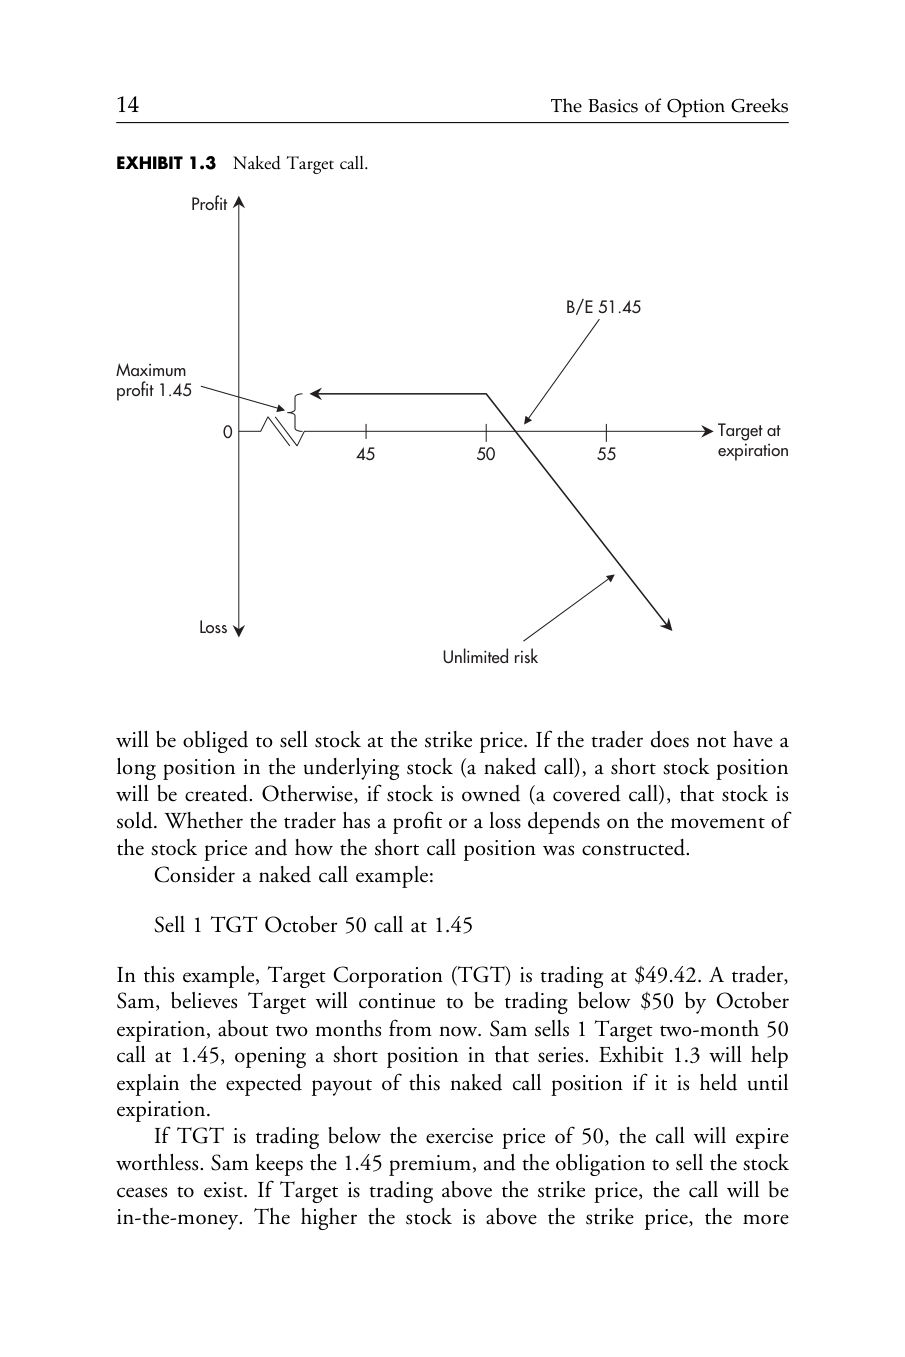 14
The Basics of Option Greeks
EXHIBIT 1.3 Naked Target call.
Profit
B/E 51.45
Maximum
profit 1.45
0
45
50
55
Target at
expiration
Loss
Unlimited risk
will be obliged to sell stock at the strike price. If the trader does not have a
long position in the underlying stock (a naked call), a short stock position
will be created. Otherwise, if stock is owned (a covered call), that stock is
sold. Whether the trader has a profit or a loss depends on the movement of
the stock price and how the short call position was constructed.
Consider a naked call example:
Sell 1 TGT October 50 call at 1.45
In this example, Target Corporation (TGT) is trading at $49.42. A trader,
Sam, believes Target will continue to be trading below $50 by October
expiration, about two months from now. Sam sells 1 Target two-month 50
call at 1.45, opening a short position in that series. Exhibit 1.3 will help
explain the expected payout of this naked call position if it is held until
expiration.
If TGT is trading below the exercise price of 50, the call will expire
worthless. Sam keeps the 1.45 premium, and the obligation to sell the stock
ceases to exist. If Target is trading above the strike price, the call will be
in-the-money. The higher the stock is above the strike price, the more